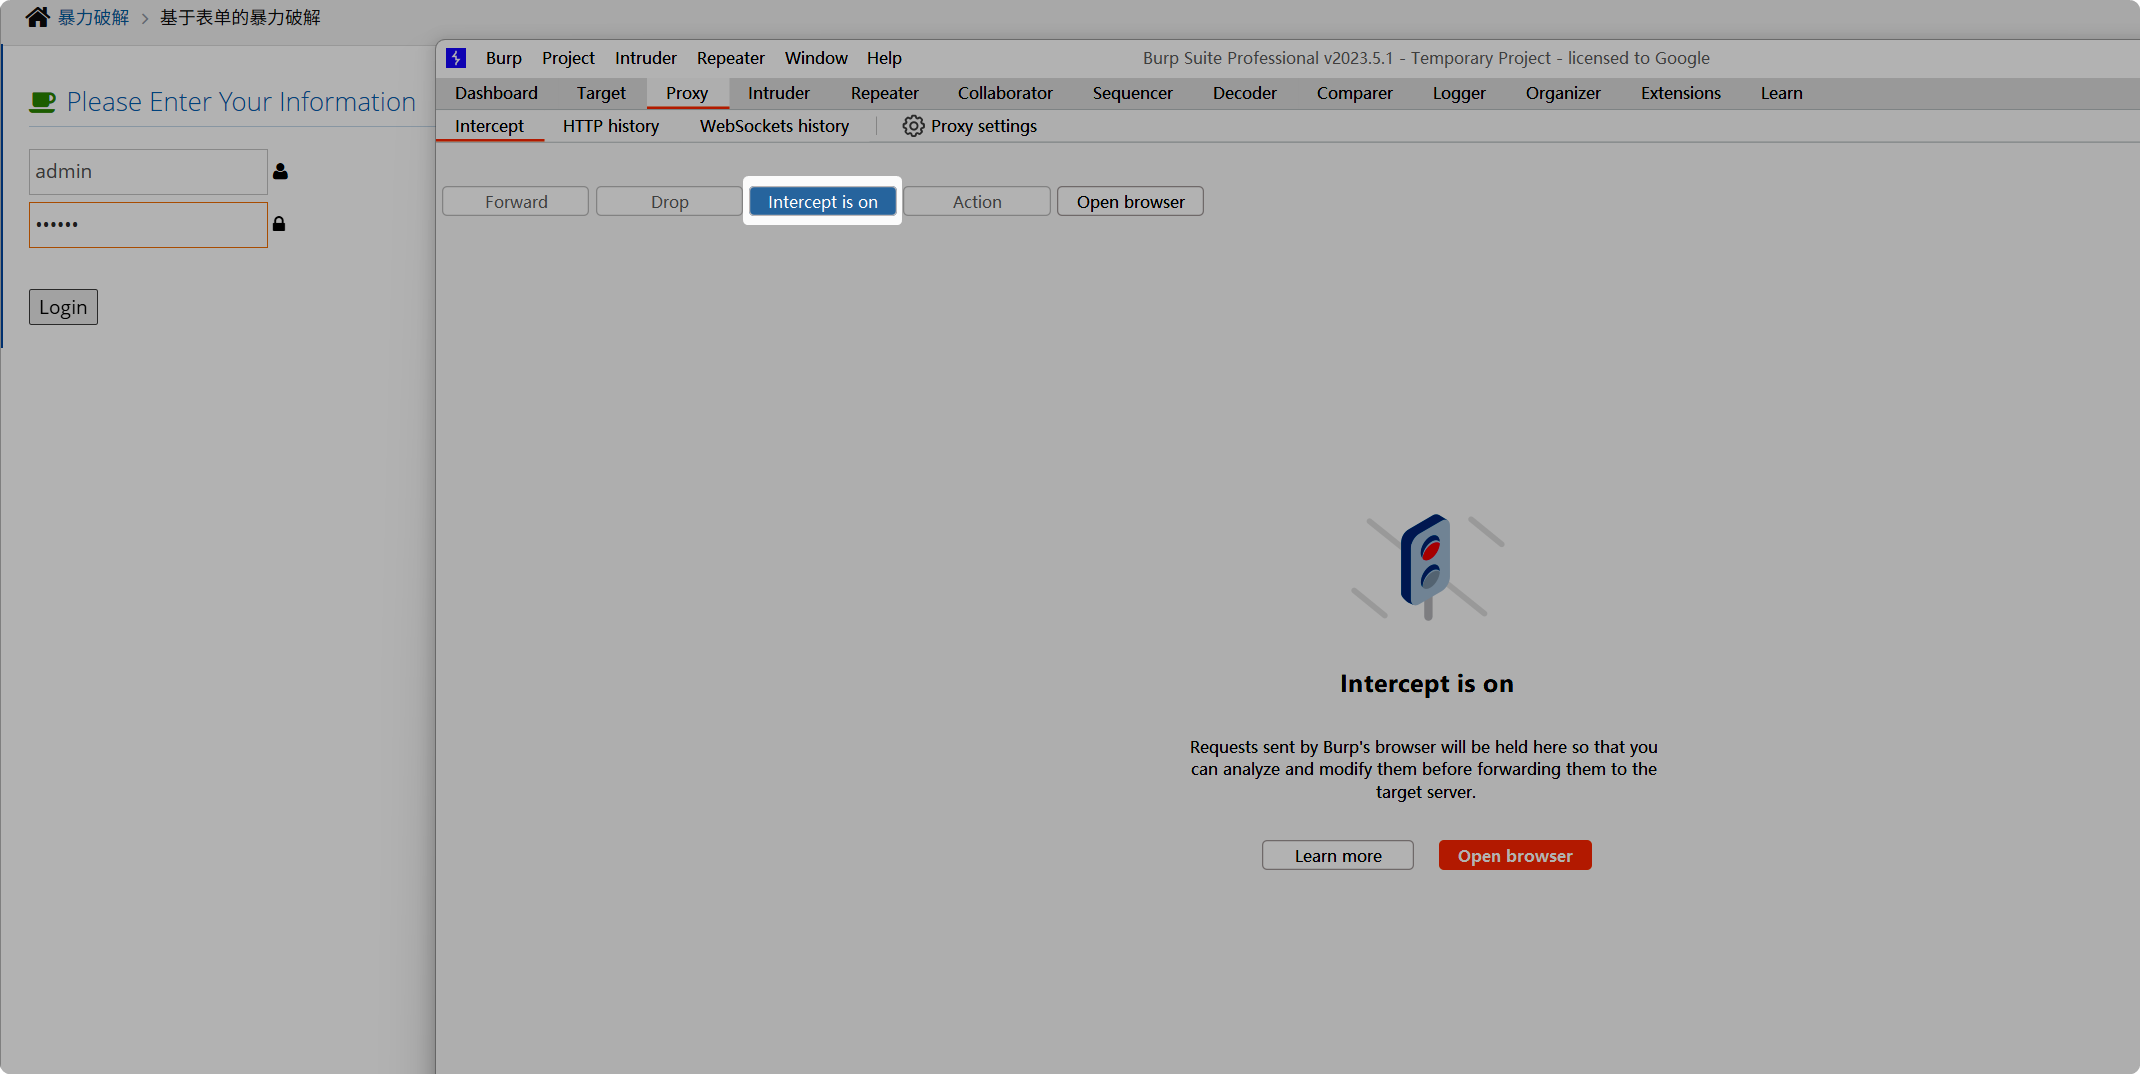 暴力破解 > 基于表单的暴力破解
Please Enter Your Information
admin
••••••
Login
Burp Project Intruder Repeater Window Help
Burp Suite Professional v2023.5.1 - Temporary Project - licensed to Google
Dashboard Target Proxy Intruder Repeater Collaborator Sequencer Decoder Comparer Logger Organizer Extensions Learn
Intercept HTTP history WebSockets history Proxy settings
Forward Drop Intercept is on Action Open browser
Intercept is on
Requests sent by Burp's browser will be held here so that you
can analyze and modify them before forwarding them to the
target server.
Learn more Open browser